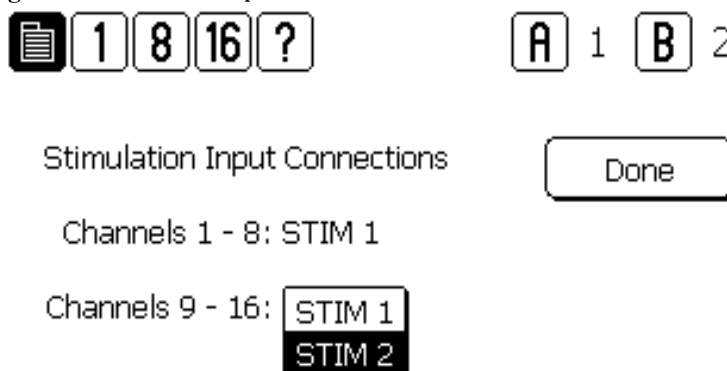 1 8 16 ? A 1 B 2
Stimulation Input Connections
Done
Channels 1 - 8: STIM 1
Channels 9 - 16: STIM 1
STIM 2